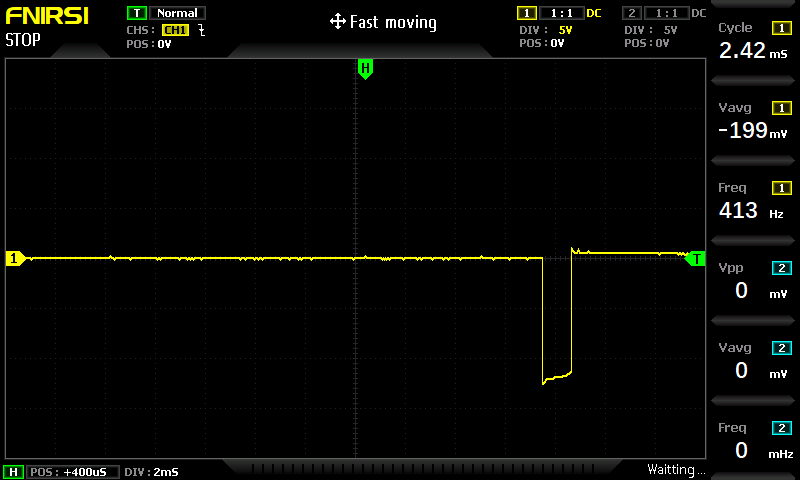 FNIRSI
STOP
T Normal
CHS: CH1
POS: 0V
Fast moving
1 1:1 DC
DIV: 5V
POS: 0V
2 1:1 DC
DIV: 5V
POS: 0V
H
1
T
Cycle 1
2.42 mS
Vavg 1
-199 mV
Freq 1
413 Hz
Vpp 2
0 mV
Vavg 2
0 mV
Freq 2
0 mHz
H POS: +400uS DIV: 2mS
Waitting...